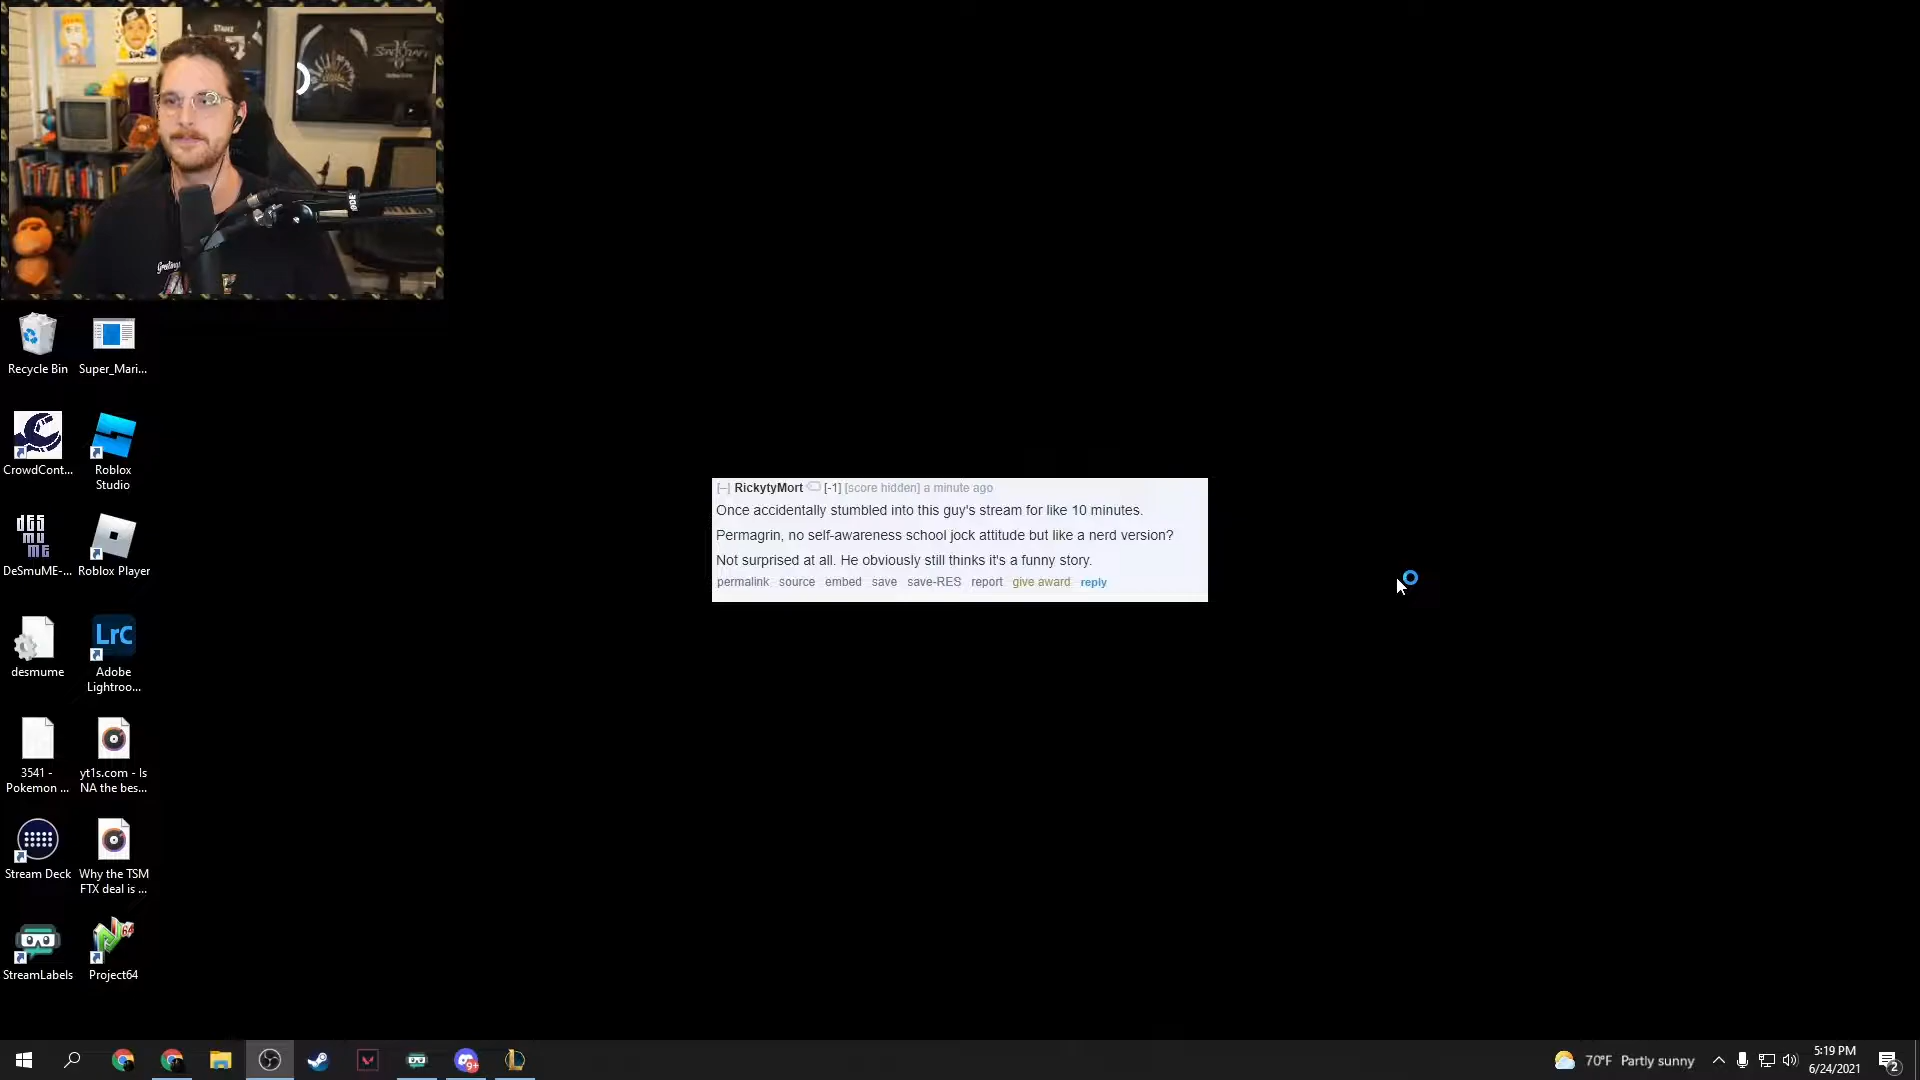 Recycle Bin
Super_Mari...
CrowdCont...
Roblox
Studio
DeSmuME-...
Roblox Player
desmume
LrC
Adobe
Lightroo...
3541 -
Pokemon ...
yt1s.com - Is
NA the bes...
Stream Deck
Why the TSM
FTX deal is ...
StreamLabels
Project64
[–] RickytyMort [-1] [score hidden] a minute ago
Once accidentally stumbled into this guy's stream for like 10 minutes.
Permagrin, no self-awareness school jock attitude but like a nerd version?
Not surprised at all. He obviously still thinks it's a funny story.
permalink source embed save save-RES report give award reply
9+
70°F Partly sunny
5:19 PM
6/24/2021
2